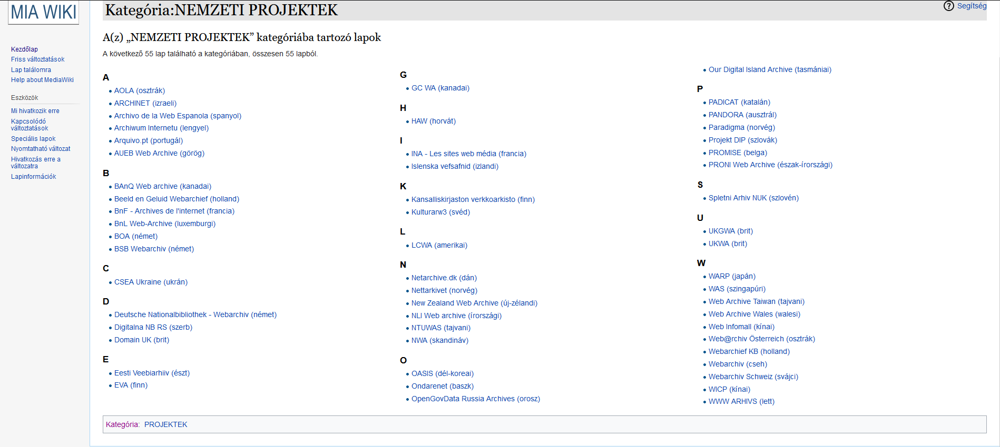 MIA WIKI
Kezdőlap
Friss változtatások
Lap találomra
Help about MediaWiki
Eszközök
Mi hivatkozik erre
Kapcsolódó
változtatások
Speciális lapok
Nyomtatható változat
Hivatkozás erre a
változatra
Lapinformációk
Segítség
Kategória:NEMZETI PROJEKTEK
A(z) „NEMZETI PROJEKTEK” kategóriába tartozó lapok
A következő 55 lap található a kategóriában, összesen 55 lapból.
A
AOLA (osztrák)
ARCHINET (izraeli)
Archivo de la Web Espanola (spanyol)
Archiwum Internetu (lengyel)
Arquivo.pt (portugál)
AUEB Web Archive (görög)
B
BAnQ Web archive (kanadai)
Beeld en Geluid Webarchief (holland)
BnF - Archives de l'internet (francia)
BnL Web-Archive (luxemburgi)
BOA (német)
BSB Webarchiv (német)
C
CSEA Ukraine (ukrán)
D
Deutsche Nationalbibliothek - Webarchiv (német)
Digitalna NB RS (szerb)
Domain UK (brit)
E
Eesti Veebiarhiiv (észt)
EVA (finn)
G
GC WA (kanadai)
H
HAW (horvát)
I
INA - Les sites web média (francia)
Islenska vefsafnid (izlandi)
K
Kansalliskirjaston verkkoarkisto (finn)
Kulturarw3 (svéd)
L
LCWA (amerikai)
N
Netarchive.dk (dán)
Nettarkivet (norvég)
New Zealand Web Archive (új-zélandi)
NLI Web archive (írországi)
NTUWAS (tajvani)
NWA (skandináv)
O
OASIS (dél-koreai)
Ondarenet (baszk)
OpenGovData Russia Archives (orosz)
Our Digital Island Archive (tasmániai)
P
PADICAT (katalán)
PANDORA (ausztrál)
Paradigma (norvég)
Projekt DIP (szlovák)
PROMISE (belga)
PRONI Web Archive (észak-írországi)
S
Spletni Arhiv NUK (szlovén)
U
UKGWA (brit)
UKWA (brit)
W
WARP (japán)
WAS (szingapúri)
Web Archive Taiwan (tajvani)
Web Archive Wales (walesi)
Web Infomall (kínai)
Web@rchiv Österreich (osztrák)
Webarchief KB (holland)
Webarchiv (cseh)
Webarchiv Schweiz (svájci)
WICP (kínai)
WWW ARHIVS (lett)
Kategória: PROJEKTEK